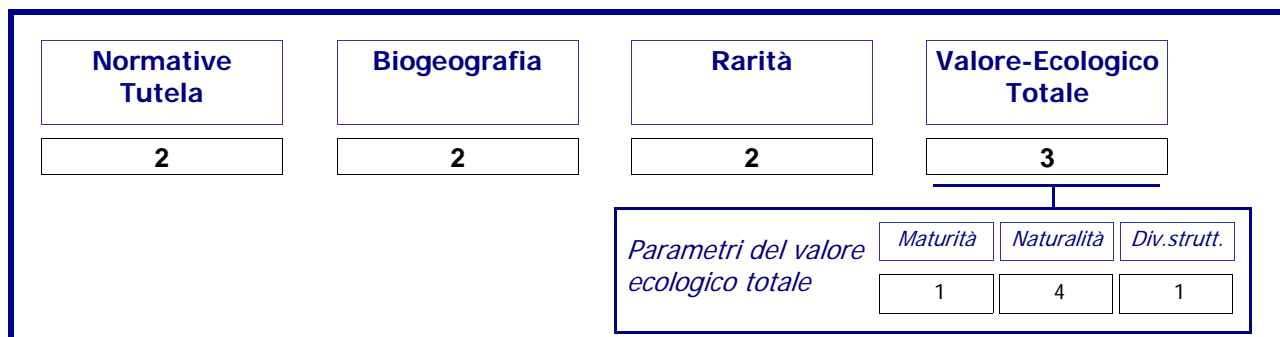 Normative
Tutela
Biogeografia
Rarità
Valore-Ecologico
Totale
2
2
2
3
Parametri del valore
ecologico totale
Maturità
Naturalità
Div.strutt.
1
4
1